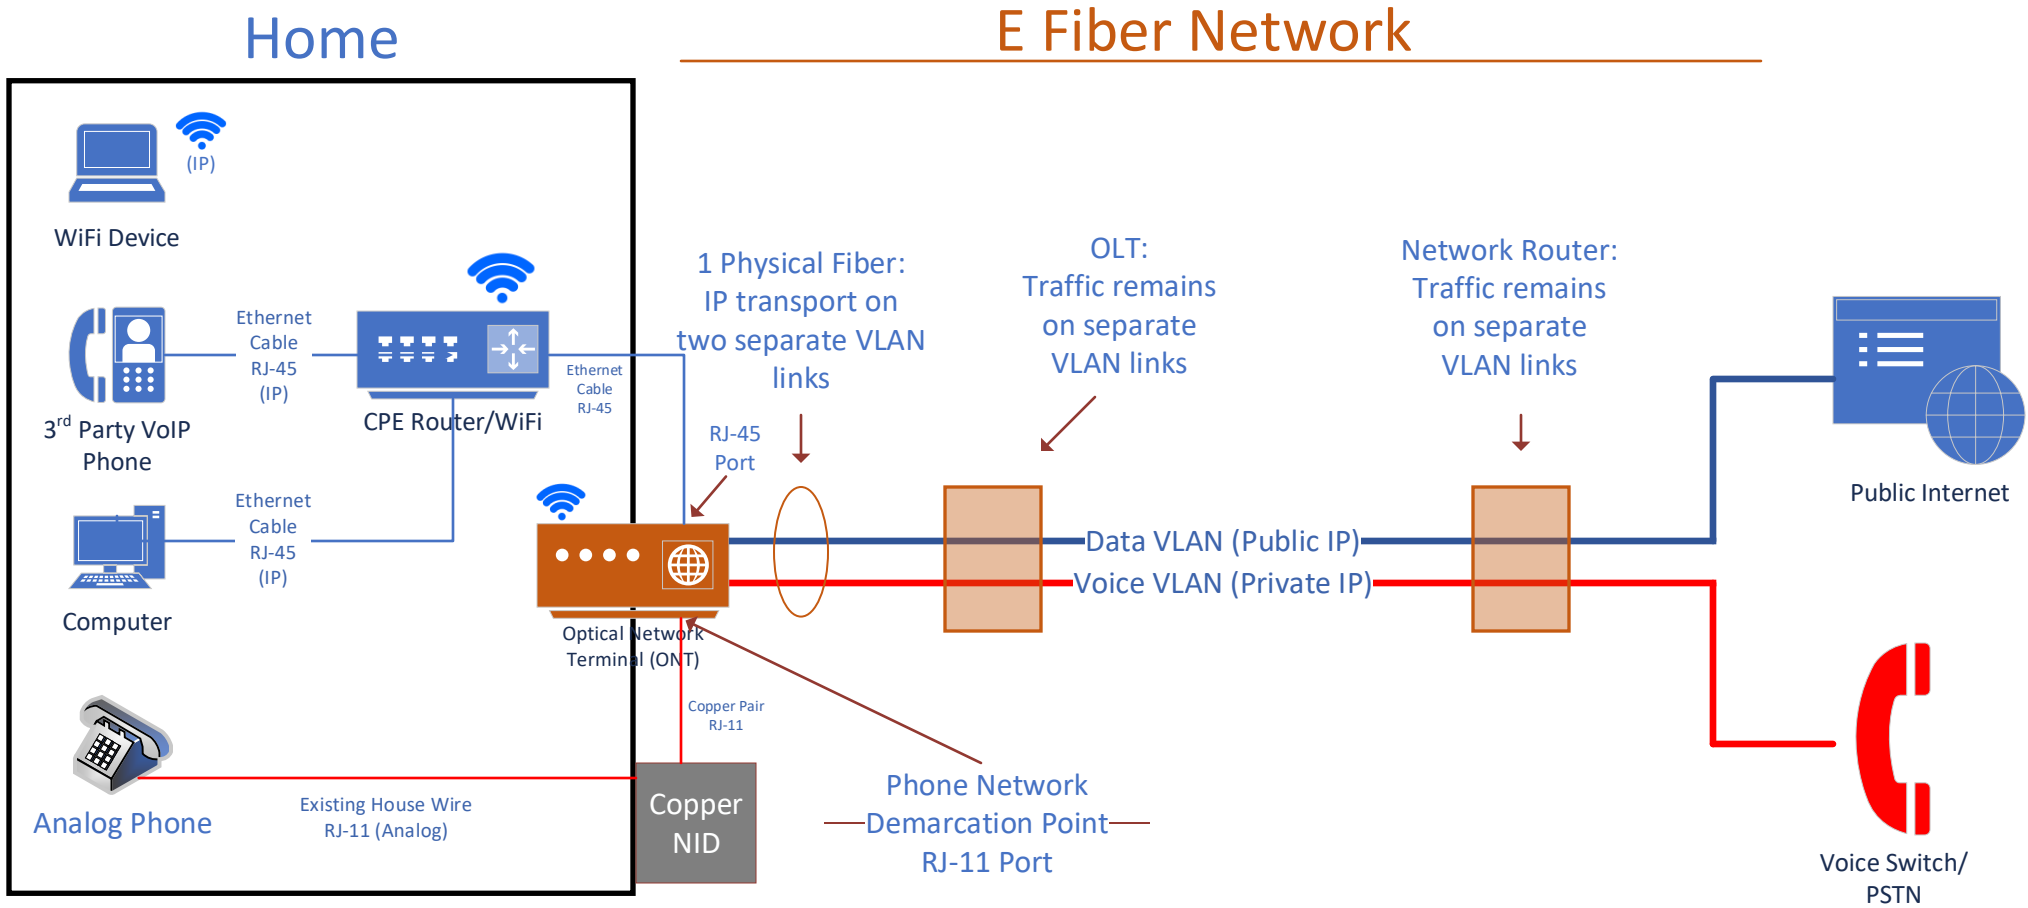 Home
E Fiber Network
(IP)
WiFi Device
Ethernet
Cable
RJ-45
(IP)
3rd Party VoIP
Phone
CPE Router/WiFi
Ethernet
Cable
RJ-45
Ethernet
Cable
RJ-45
(IP)
Computer
RJ-45
Port
Optical Network
Terminal (ONT)
Copper Pair
RJ-11
Analog Phone
Existing House Wire
RJ-11 (Analog)
Copper
NID
1 Physical Fiber:
IP transport on
two separate VLAN
links
OLT:
Traffic remains
on separate
VLAN links
Network Router:
Traffic remains
on separate
VLAN links
Data VLAN (Public IP)
Voice VLAN (Private IP)
Phone Network
Demarcation Point
RJ-11 Port
Public Internet
Voice Switch/
PSTN